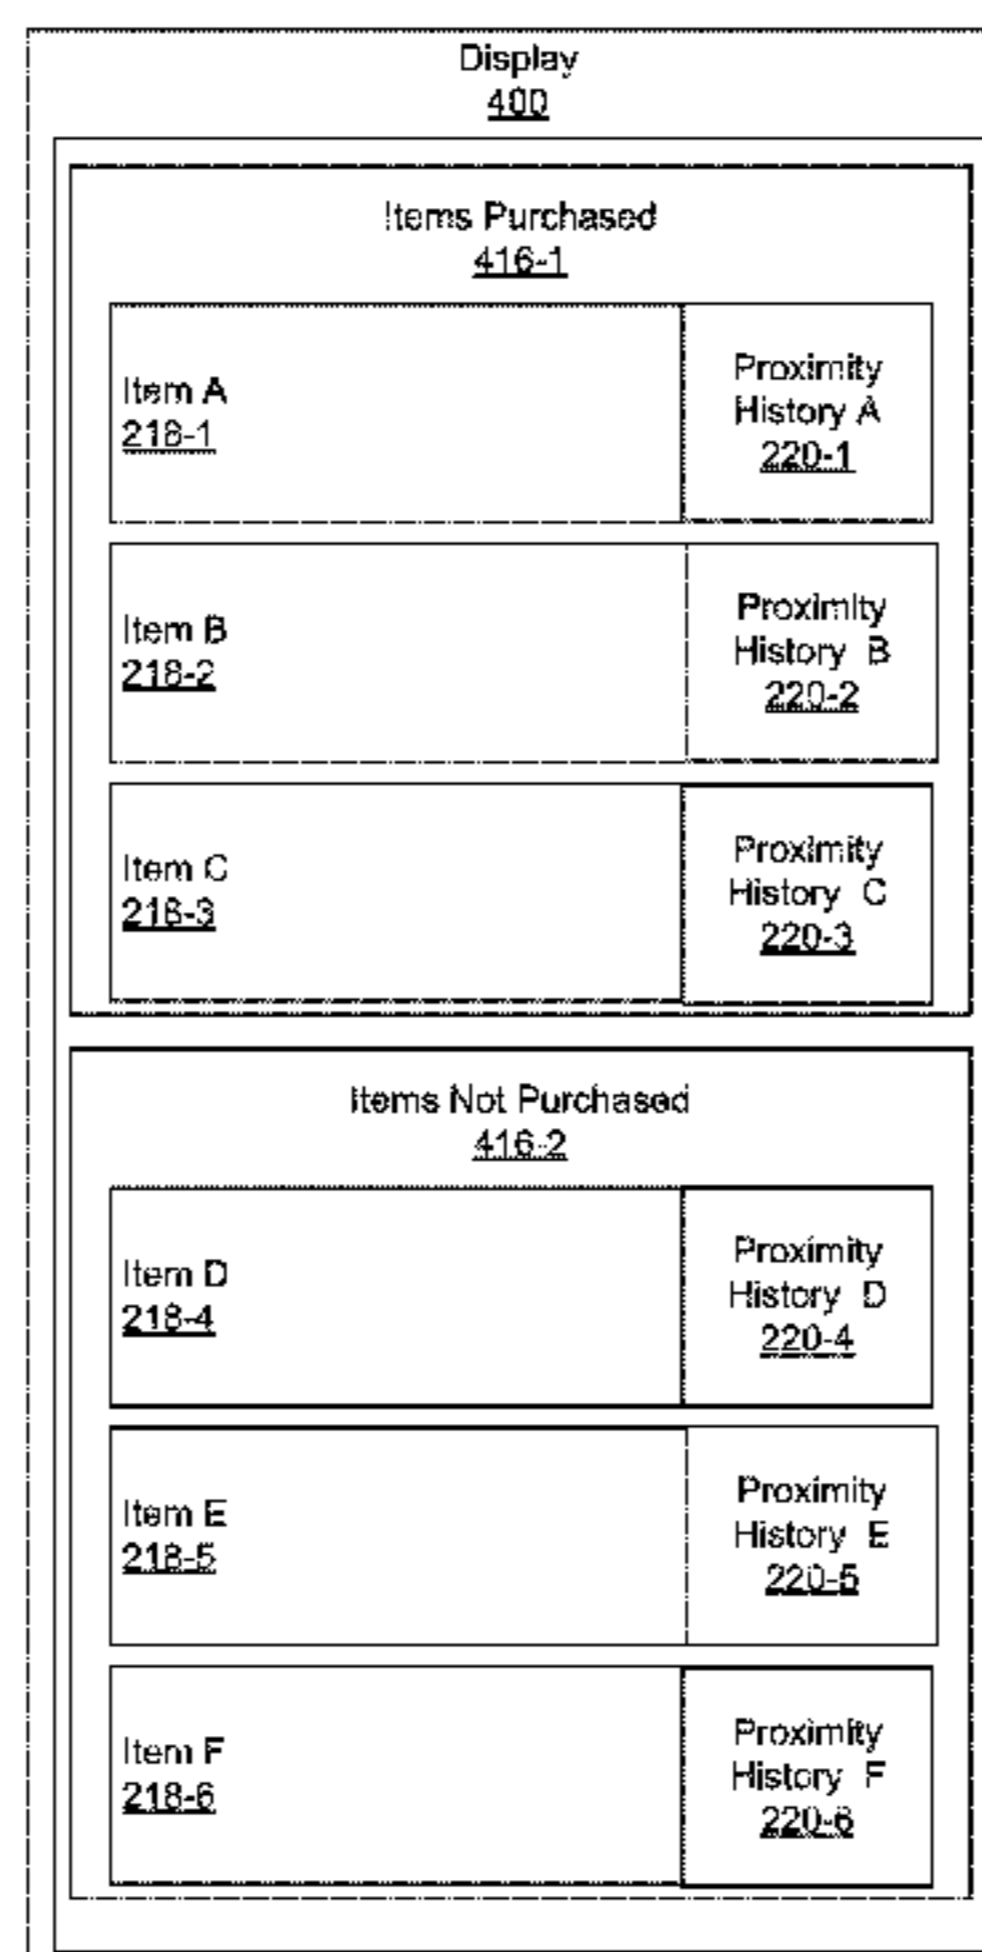 Display
400
Items Purchased
416-1
Item A
218-1
Proximity
History A
220-1
Item B
218-2
Proximity
History B
220-2
Item C
218-3
Proximity
History C
220-3
Items Not Purchased
416-2
Item D
218-4
Proximity
History D
220-4
Item E
218-5
Proximity
History E
220-5
Item F
218-6
Proximity
History F
220-6